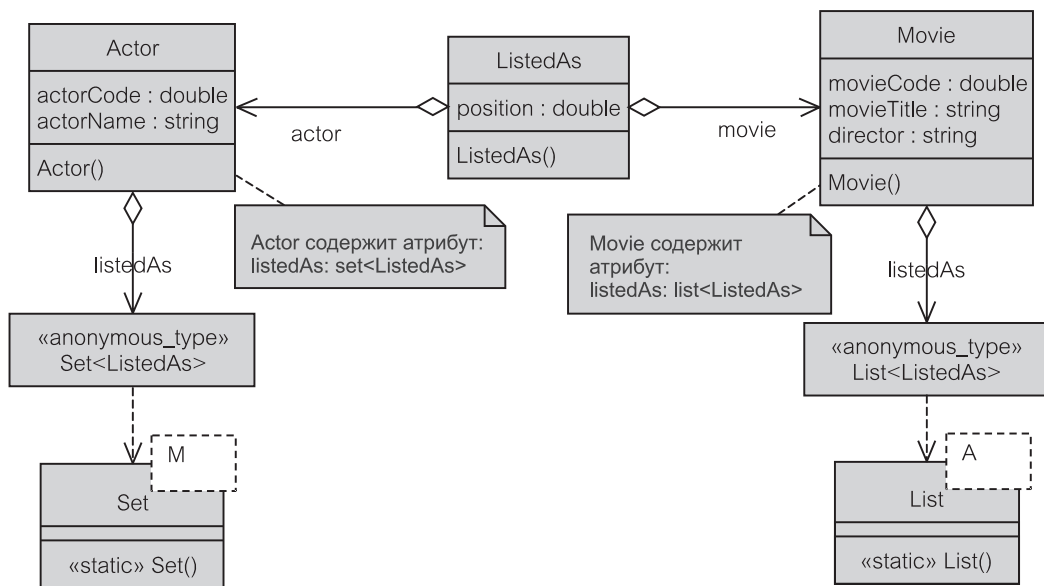 Actor
actorCode : double
actorName : string
Actor()
ListedAs
position : double
ListedAs()
Movie
movieCode : double
movieTitle : string
director : string
Movie()
actor
movie
Actor содержит атрибут:
listedAs: set<ListedAs>
Movie содержит
атрибут:
listedAs: list<ListedAs>
listedAs
listedAs
«anonymous_type»
Set<ListedAs>
«anonymous_type»
List<ListedAs>
M
Set
«static» Set()
A
List
«static» List()